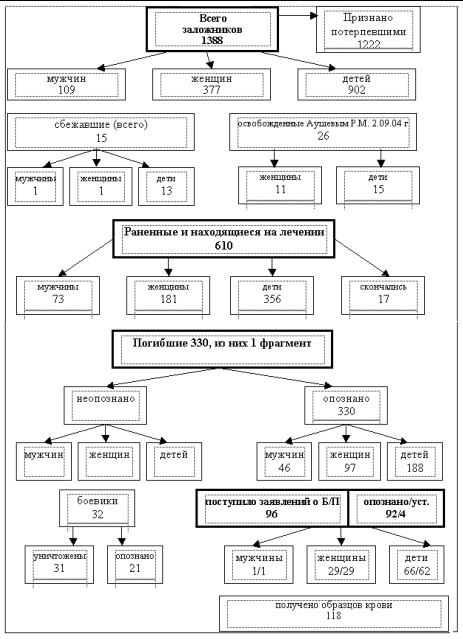 Всего
заложников
1388
Признано
потерпевшими
1222
мужчин
109
женщин
377
детей
902
сбежавшие (всего)
15
освобожденные Аушевым Р.М. 2.09.04 г.
26
мужчины
1
женщины
1
дети
13
женщины
11
дети
15
Раненные и находящиеся на лечении
610
мужчины
73
женщины
181
дети
356
скончались
17
Погибшие 330, из них 1 фрагмент
неопознано
опознано
330
мужчин
женщин
детей
мужчин
46
женщин
97
детей
188
боевики
32
поступило заявлений о Б/П
96
опознано/уст.
92/4
уничтожены
31
опознано
21
мужчины
1/1
женщины
29/29
дети
66/62
получено образцов крови
118